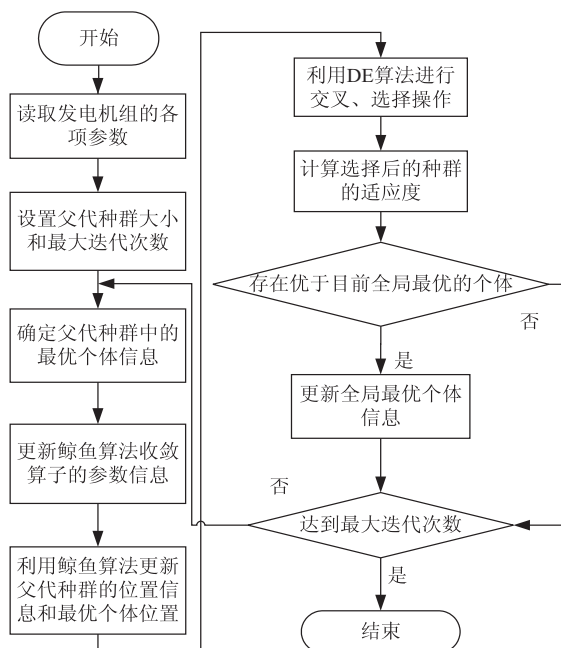 开始
读取发电机组的各
项参数
设置父代种群大小
和最大迭代次数
确定父代种群中的
最优个体信息
更新鲸鱼算法收敛
算子的参数信息
利用鲸鱼算法更新
父代种群的位置信
息和最优个体位置
利用DE算法进行
交叉、选择操作
计算选择后的种群
的适应度
存在优于目前全局最优的个体
否
是
更新全局最优个体
信息
否
达到最大迭代次数
是
结束